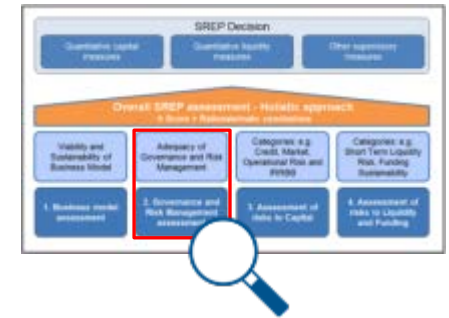 SREP Decision
Quantitative capital
measures
Quantitative liquidity
measures
Other supervisory
measures
Overall SREP assessment - Holistic approach
Viability and
Sustainability of
Business Model
Adequacy of
Governance and Risk
Management
Categories: e.g.
Credit, Market,
Operational Risk and
IRRBB
Categories: e.g.
Short Term Liquidity
Risk, Funding
Sustainability
1. Business model
assessment
2. Governance and
Risk Management
assessment
3. Assessment of
risks to Capital
4. Assessment of
risks to Liquidity
and Funding